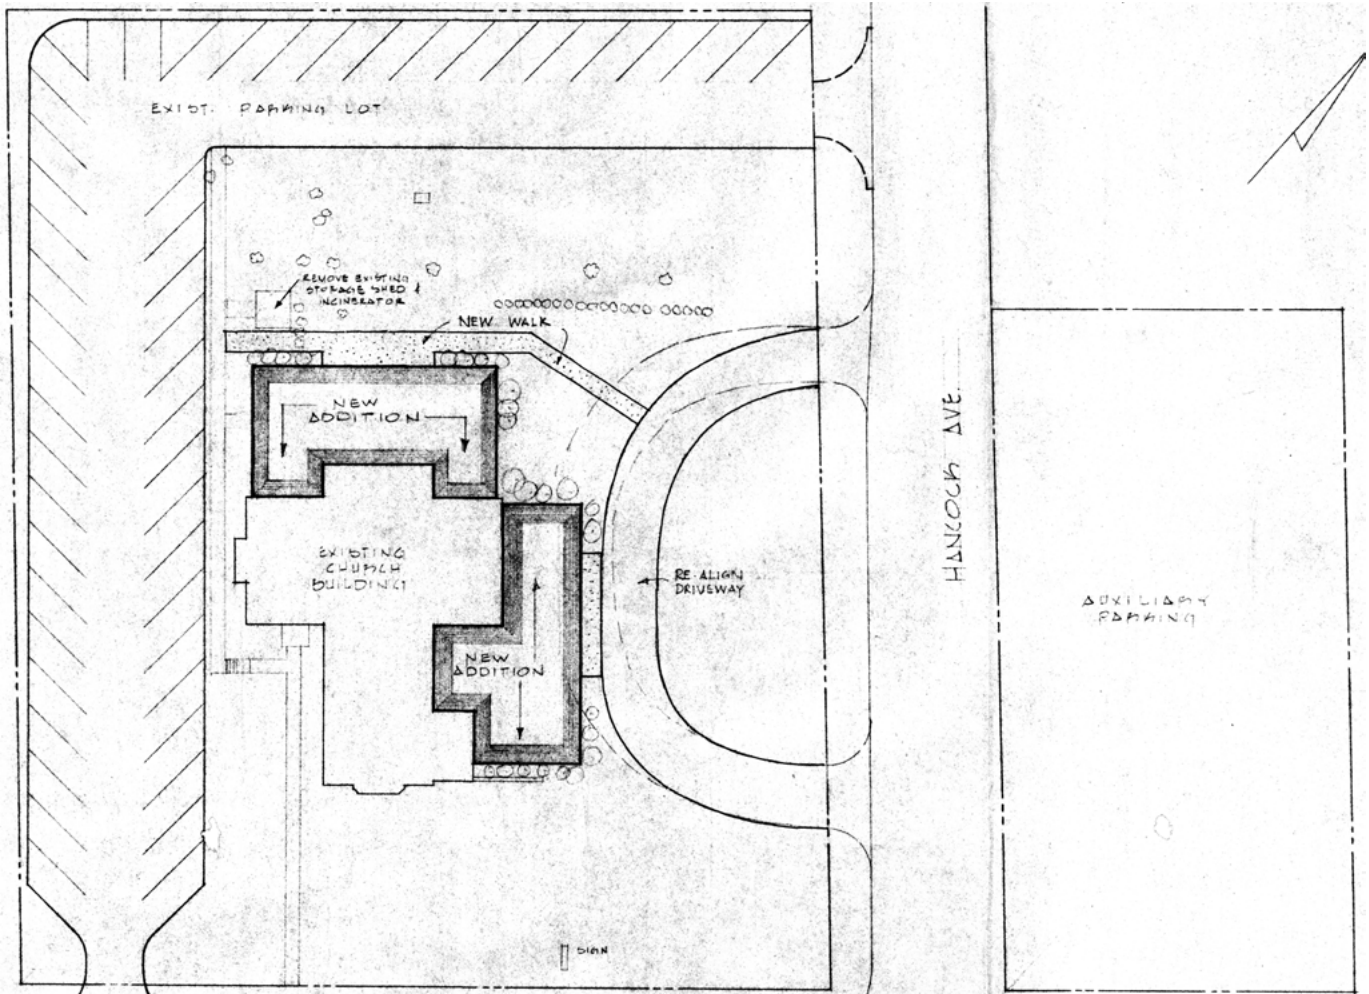 EXIST. PARKING LOT
REMOVE EXISTING
STORAGE SHED &
INCINERATOR
NEW WALK
NEW
ADDITION
HANCOCK AVE.
EXISTING
CHURCH
BUILDING
RE-ALIGN
DRIVEWAY
AUXILIARY
PARKING
NEW
ADDITION
SIGN